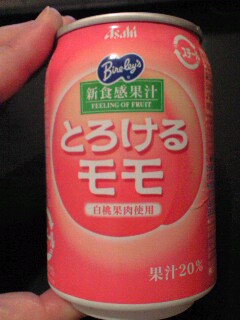 Asahi
Bireley's
新食感果汁
FEELING OF FRUIT
とろける
モモ
白桃果肉使用
果汁20%